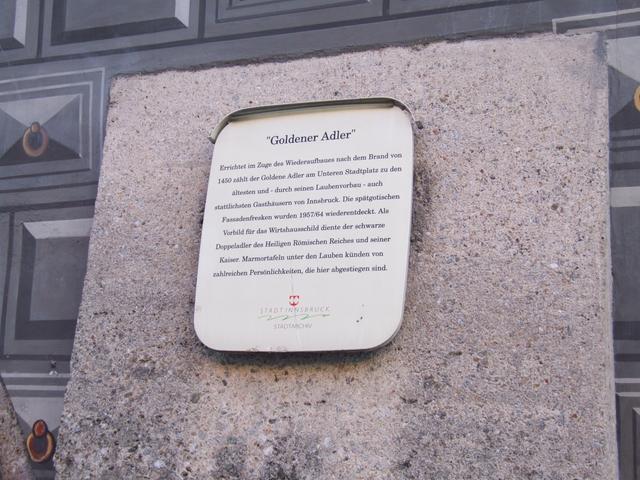 "Goldener Adler"
Errichtet im Zuge des Wiederaufbaues nach dem Brand von
1450 zählt der Goldene Adler am Unteren Stadtplatz zu den
ältesten und - durch seinen Laubenvorbau - auch
stattlichsten Gasthäusern von Innsbruck. Die spätgotischen
Fassadenfresken wurden 1957/64 wiederentdeckt. Als
Vorbild für das Wirtshausschild diente der schwarze
Doppeladler des Heiligen Römischen Reiches und seiner
Kaiser. Marmortafeln unter den Lauben künden von
zahlreichen Persönlichkeiten, die hier abgestiegen sind.
STADT INNSBRUCK
STADTARCHIV